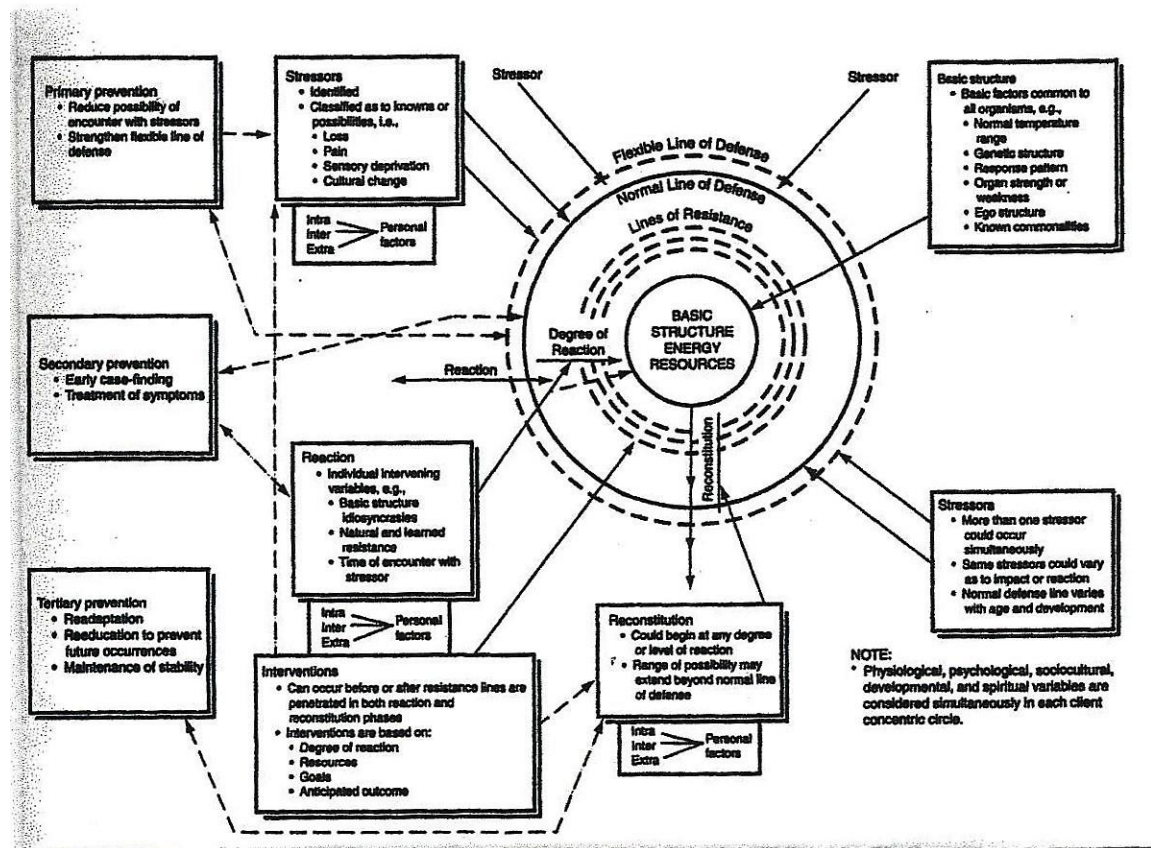 Primary prevention
• Reduce possibility of
encounter with stressors
• Strengthen flexible line of
defense
Stressors
• Identified
• Classified as to knowns or
possibilities, i.e.,
• Loss
• Pain
• Sensory deprivation
• Cultural change
Intra
Inter
Extra
Personal
factors
Stressor
Stressor
Basic structure
• Basic factors common to
all organisms, e.g.,
• Normal temperature
range
• Genetic structure
• Response pattern
• Organ strength or
weakness
• Ego structure
• Known commonalities
Flexible Line of Defense
Normal Line of Defense
Lines of Resistance
BASIC
STRUCTURE
ENERGY
RESOURCES
Degree of
Reaction
Reaction
Reconstitution
Secondary prevention
• Early case-finding
• Treatment of symptoms
Reaction
• Individual intervening
variables, e.g.,
• Basic structure
idiosyncrasies
• Natural and learned
resistance
• Time of encounter with
stressor
Intra
Inter
Extra
Personal
factors
Stressors
• More than one stressor
could occur
simultaneously
• Same stressors could vary
as to impact or reaction
• Normal defense line varies
with age and development
Tertiary prevention
• Readaptation
• Reeducation to prevent
future occurrences
• Maintenance of stability
Interventions
• Can occur before or after resistance lines are
penetrated in both reaction and
reconstitution phases
• Interventions are based on:
• Degree of reaction
• Resources
• Goals
• Anticipated outcome
Reconstitution
• Could begin at any degree
or level of reaction
• Range of possibility may
extend beyond normal line
of defense
Intra
Inter
Extra
Personal
factors
NOTE:
* Physiological, psychological, sociocultural,
developmental, and spiritual variables are
considered simultaneously in each client
concentric circle.